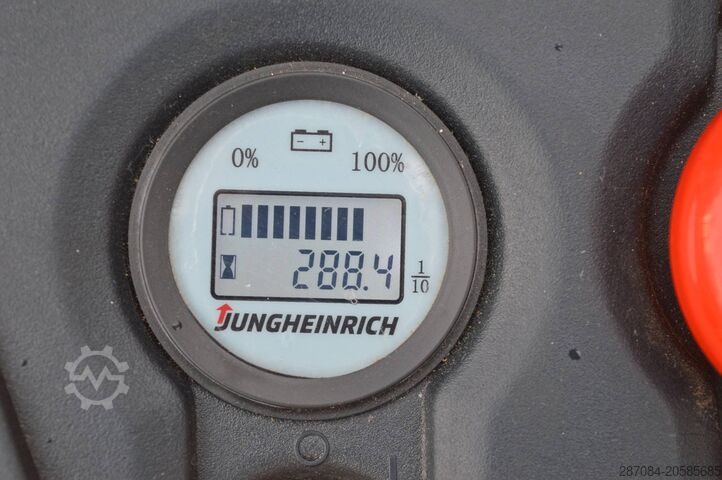 - +
0% 100%
288.4 1/10
JUNGHEINRICH
287084-20585685